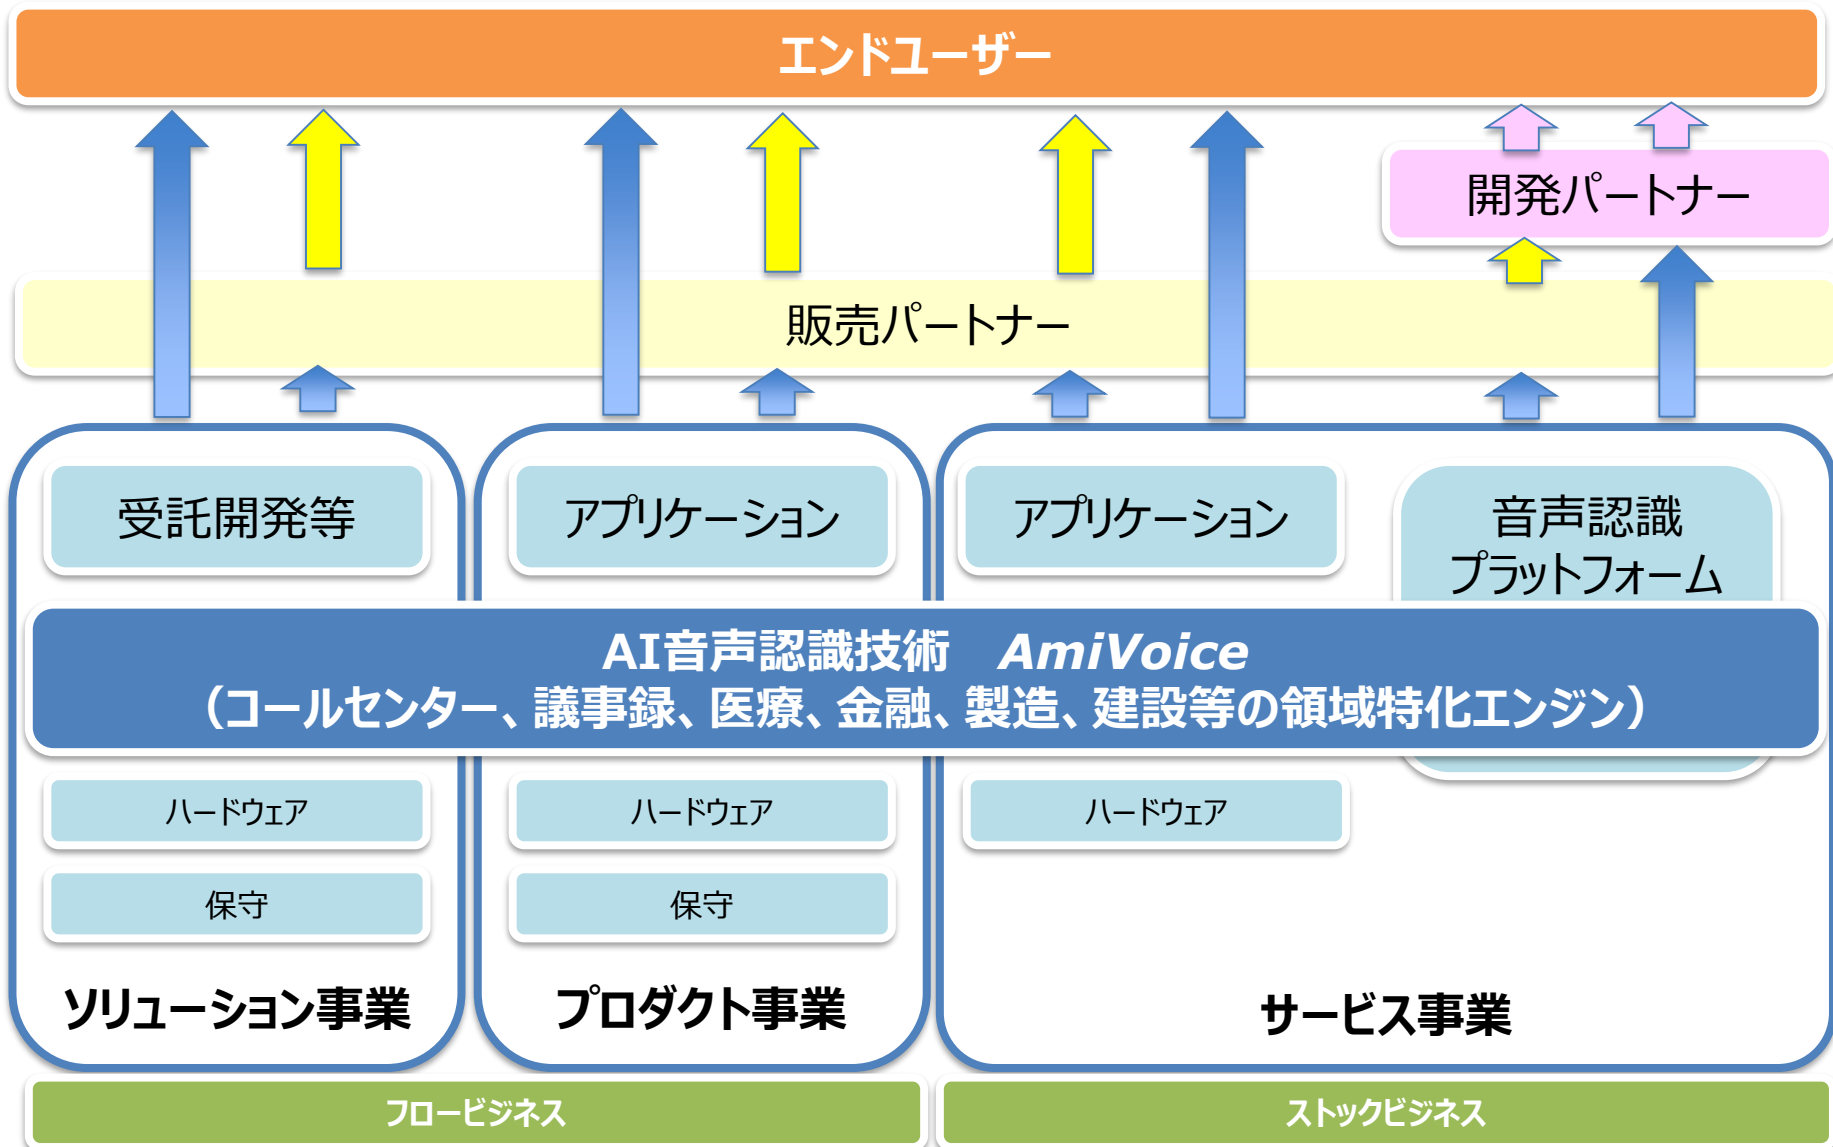 エンドユーザー
開発パートナー
販売パートナー
受託開発等
アプリケーション
アプリケーション
音声認識
プラットフォーム
AI音声認識技術　AmiVoice
（コールセンター、議事録、医療、金融、製造、建設等の領域特化エンジン）
ハードウェア
ハードウェア
ハードウェア
保守
保守
ソリューション事業
プロダクト事業
サービス事業
フロービジネス
ストックビジネス